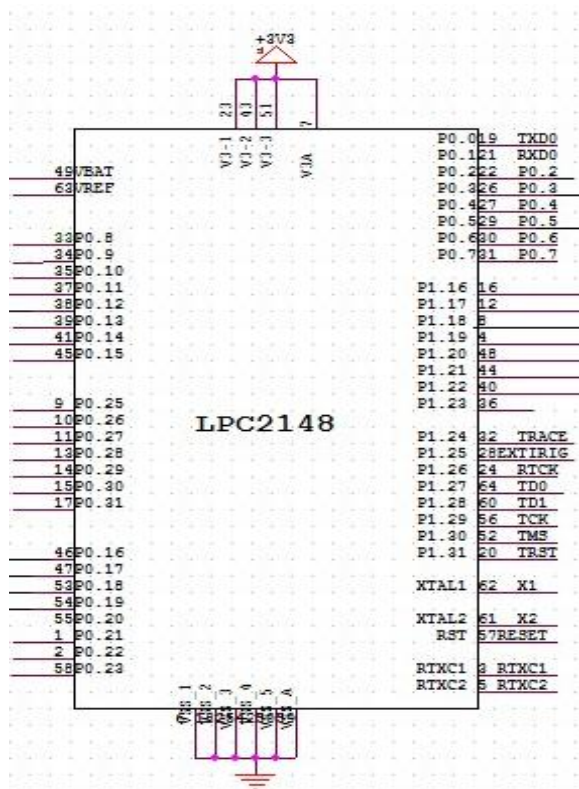 +3V3
23 43 51 7
V3-1 V3-2 V3-3 V3A
49 VBAT
63 VREF
33 P0.8
34 P0.9
35 P0.10
37 P0.11
38 P0.12
39 P0.13
41 P0.14
45 P0.15
9 P0.25
10 P0.26
11 P0.27
13 P0.28
14 P0.29
15 P0.30
17 P0.31
46 P0.16
47 P0.17
53 P0.18
54 P0.19
55 P0.20
1 P0.21
2 P0.22
58 P0.23
LPC2148
P0.0 19 TXD0
P0.1 21 RXD0
P0.2 22 P0.2
P0.3 26 P0.3
P0.4 27 P0.4
P0.5 29 P0.5
P0.6 30 P0.6
P0.7 31 P0.7
P1.16 16
P1.17 12
P1.18 8
P1.19 4
P1.20 48
P1.21 44
P1.22 40
P1.23 36
P1.24 32 TRACE
P1.25 28 EXTIRIG
P1.26 24 RTCK
P1.27 64 TD0
P1.28 60 TD1
P1.29 56 TCK
P1.30 52 TMS
P1.31 20 TRST
XTAL1 62 X1
XTAL2 61 X2
RST 57 RESET
RTXC1 3 RTXC1
RTXC2 5 RTXC2